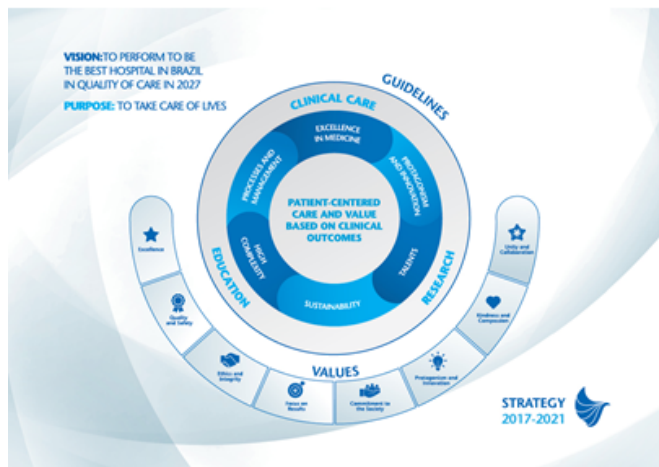 VISION: TO PERFORM TO BE
THE BEST HOSPITAL IN BRAZIL
IN QUALITY OF CARE IN 2027
PURPOSE: TO TAKE CARE OF LIVES
GUIDELINES
CLINICAL CARE
EXCELLENCE
IN MEDICINE
PROCESSES AND
MANAGEMENT
PROTAGONISM
AND INNOVATION
PATIENT-CENTERED
CARE AND VALUE
BASED ON CLINICAL
OUTCOMES
HIGH
COMPLEXITY
TALENTS
SUSTAINABILITY
EDUCATION
RESEARCH
VALUES
Excellence
Quality
and Safety
Ethics and
Integrity
Focus on
Results
Commitment to
the Society
Protagonism and
Innovation
Kindness and
Compassion
Unity and
Collaboration
STRATEGY
2017-2021